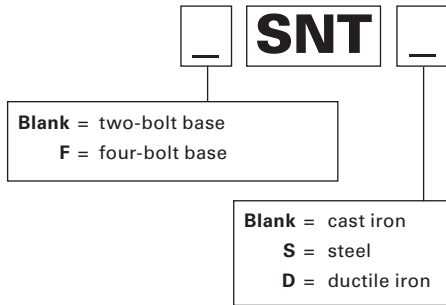 _ SNT _
Blank = two-bolt base
F = four-bolt base
Blank = cast iron
S = steel
D = ductile iron